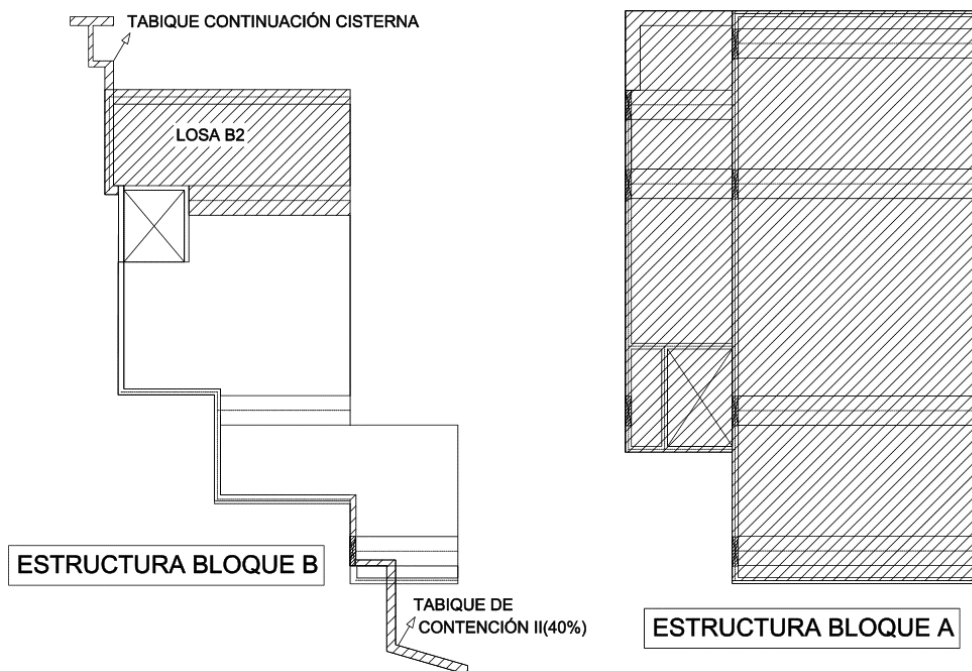 TABIQUE CONTINUACIÓN CISTERNA
LOSA B2
ESTRUCTURA BLOQUE B
TABIQUE DE
CONTENCIÓN II(40%)
ESTRUCTURA BLOQUE A